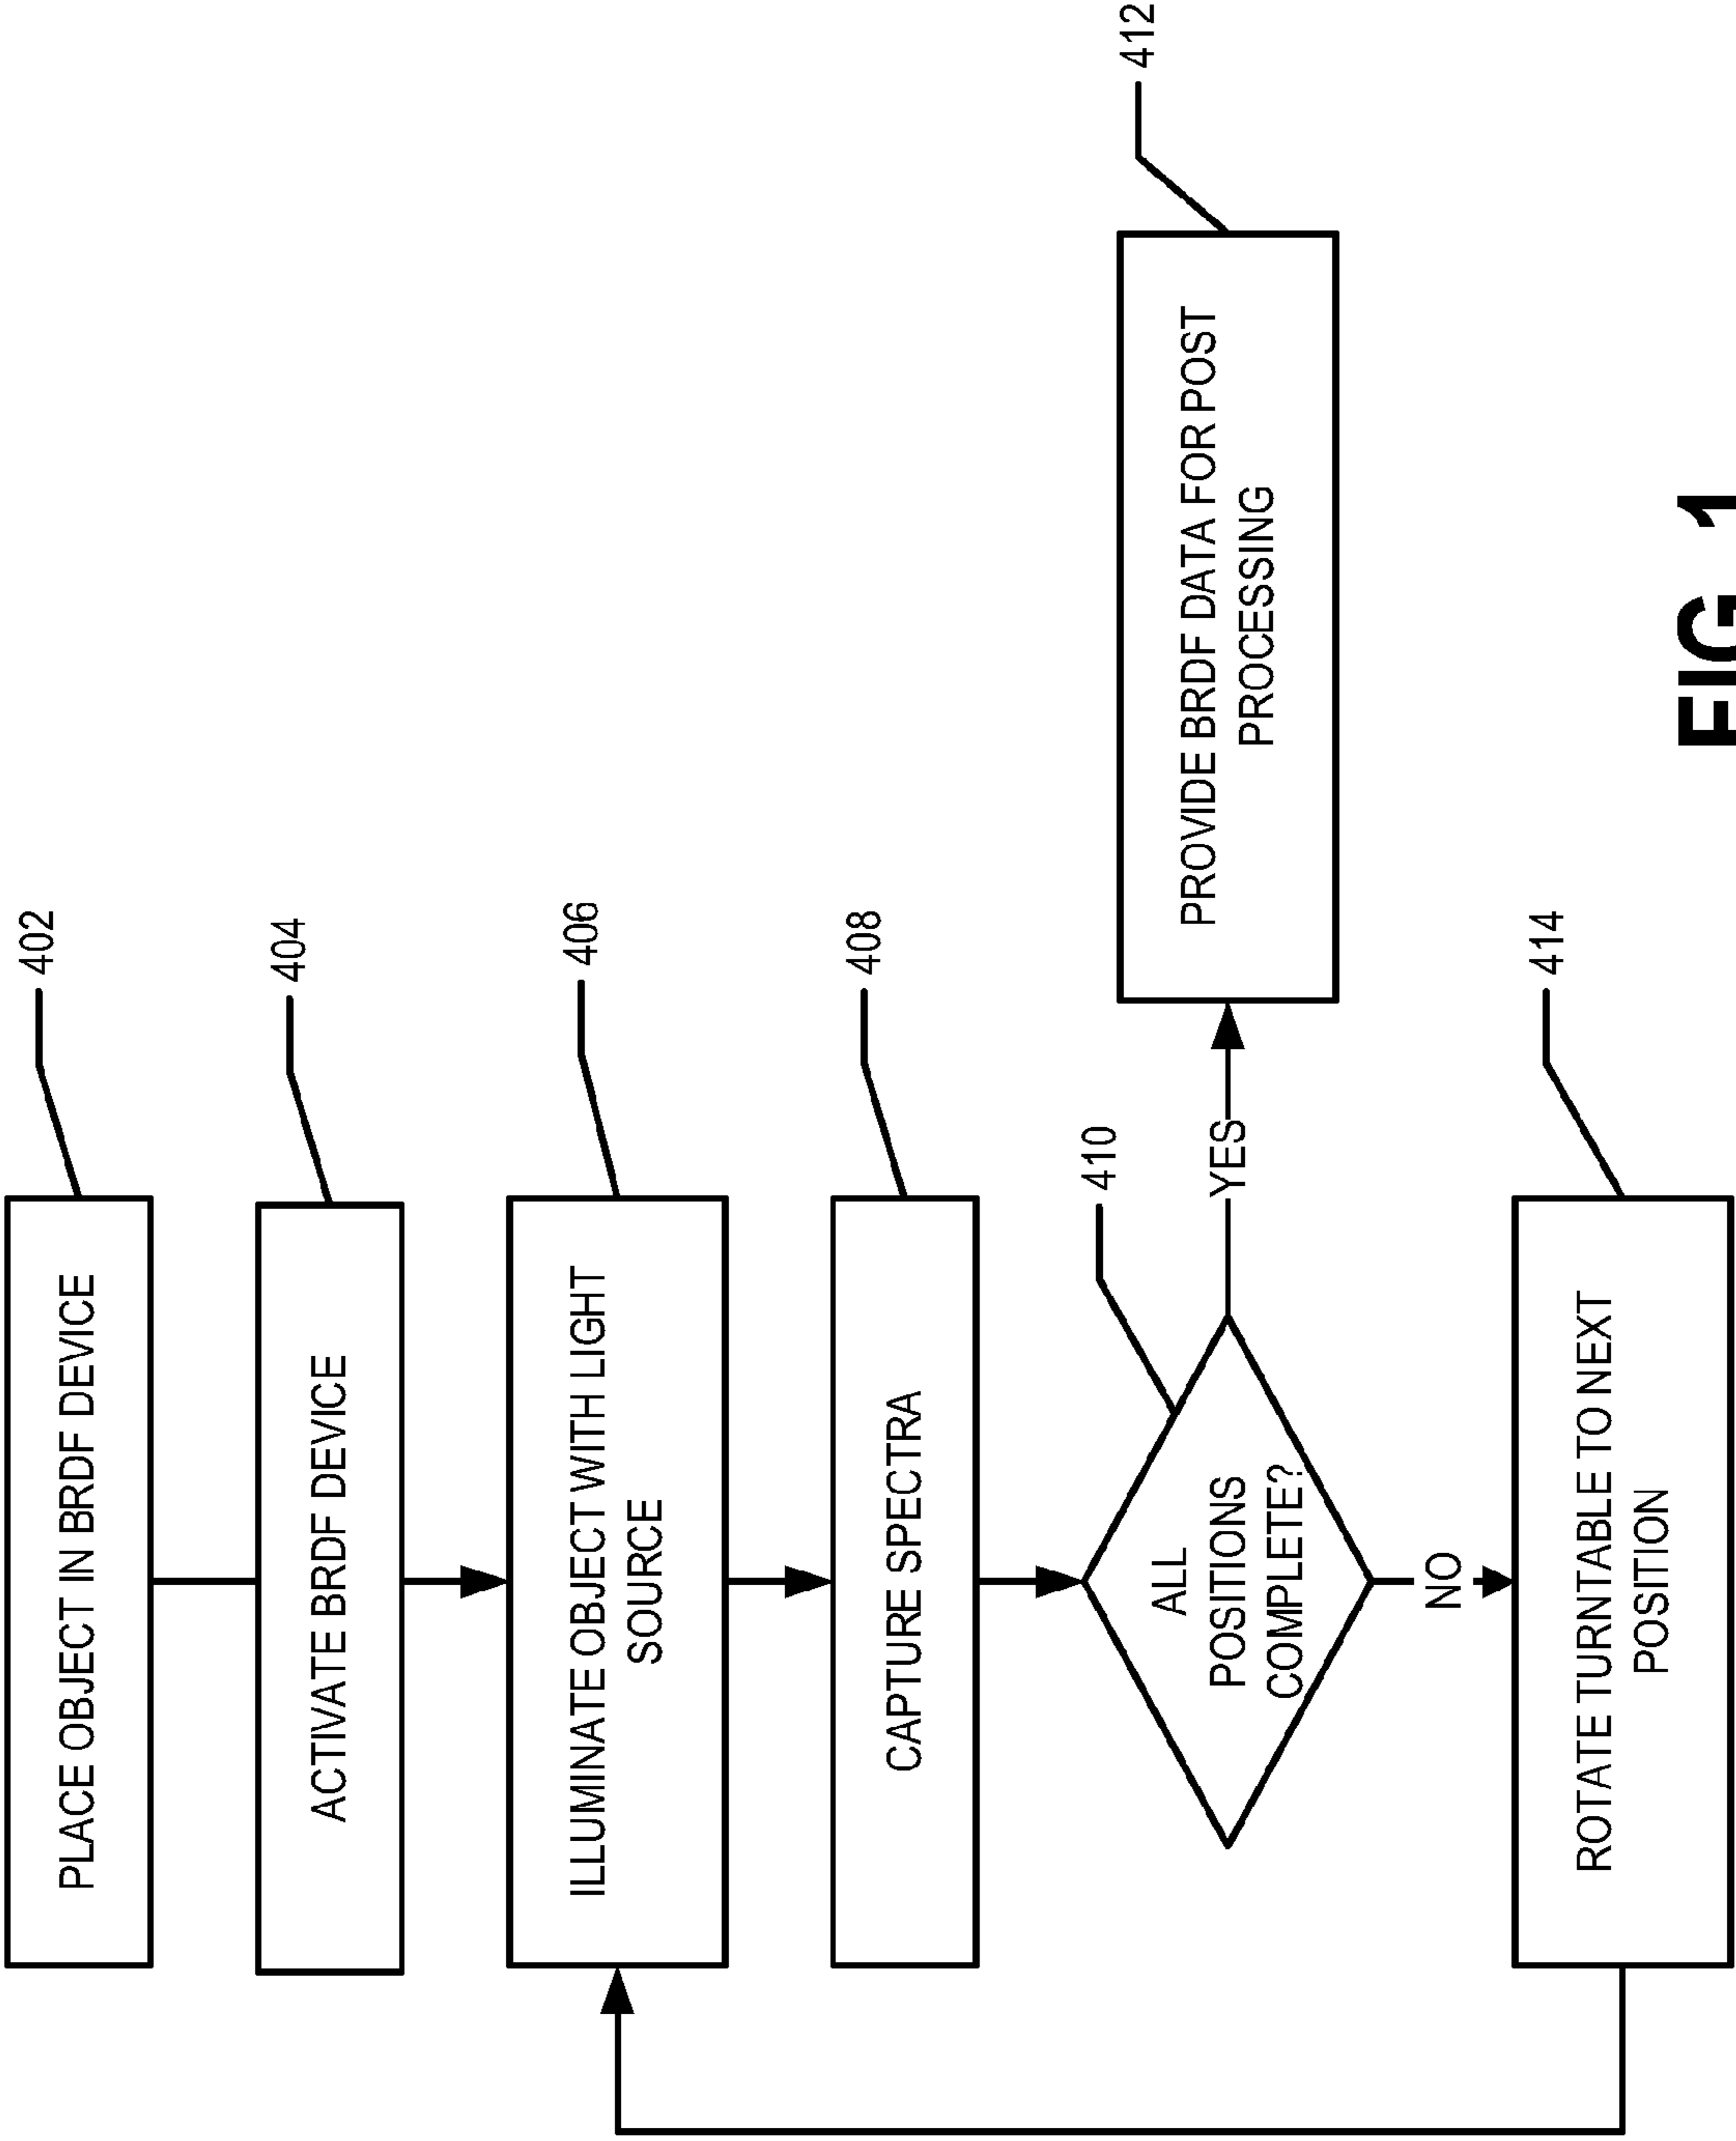 402
PLACE OBJECT IN BRDF DEVICE
404
ACTIVATE BRDF DEVICE
406
ILLUMINATE OBJECT WITH LIGHT
SOURCE
408
CAPTURE SPECTRA
410
ALL
POSITIONS
COMPLETE?
YES
412
PROVIDE BRDF DATA FOR POST
PROCESSING
NO
414
ROTATE TURNTABLE TO NEXT
POSITION